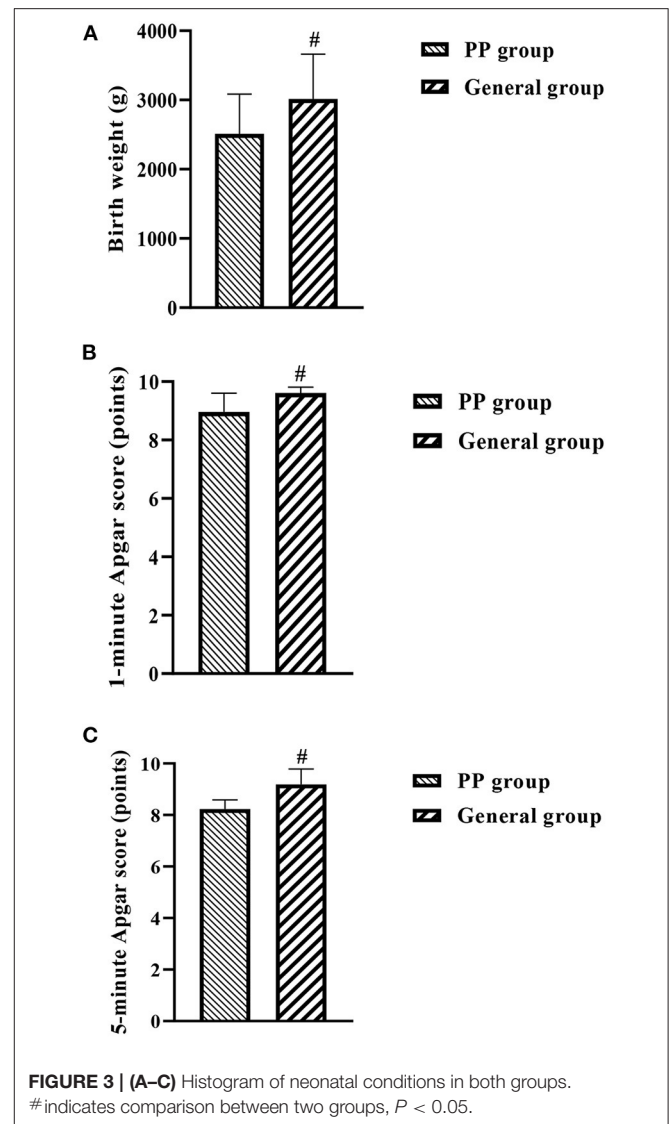 A
Birth weight (g)
4000
3000
2000
1000
0
#
PP group
General group
B
1-minute Apgar score (points)
10
8
6
4
2
0
#
PP group
General group
C
5-minute Apgar score (points)
10
8
6
4
2
0
#
PP group
General group
FIGURE 3 | (A–C) Histogram of neonatal conditions in both groups.
#indicates comparison between two groups, P < 0.05.